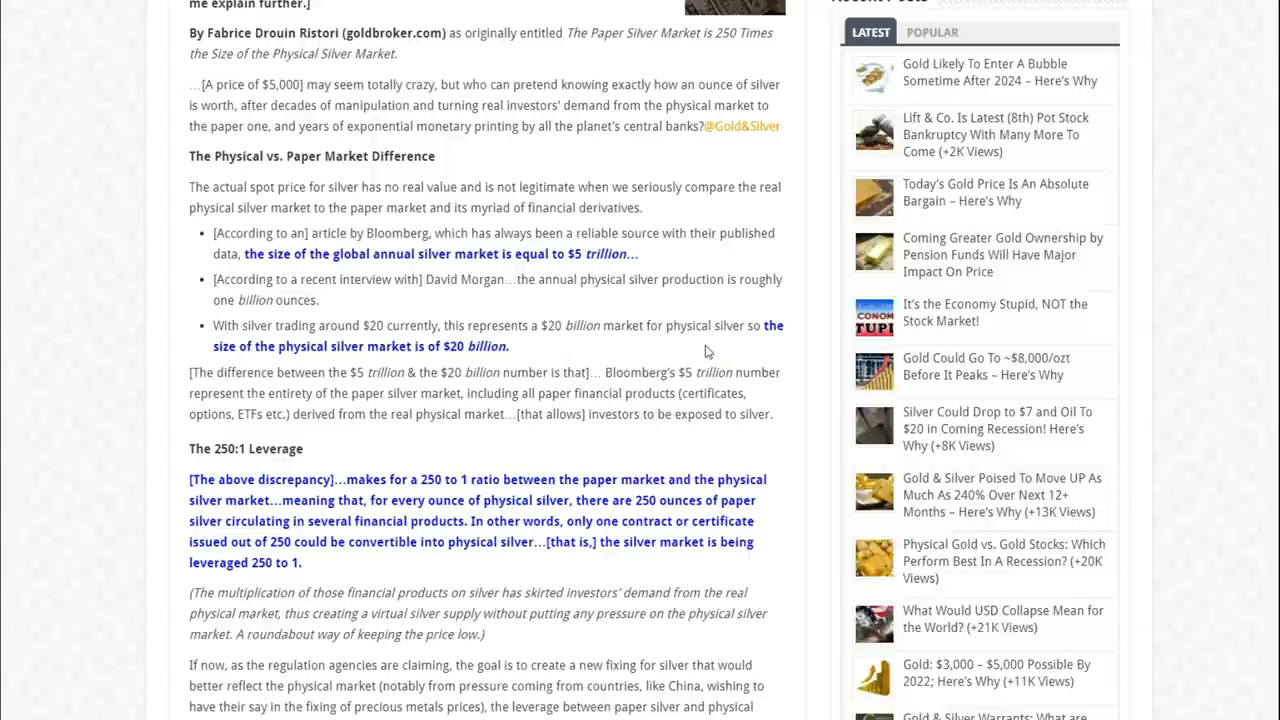 me explain further.]
By Fabrice Drouin Ristori (goldbroker.com) as originally entitled The Paper Silver Market is 250 Times
the Size of the Physical Silver Market.
…[A price of $5,000] may seem totally crazy, but who can pretend knowing exactly how an ounce of silver
is worth, after decades of manipulation and turning real investors’ demand from the physical market to
the paper one, and years of exponential monetary printing by all the planet’s central banks?@Gold&Silver
The Physical vs. Paper Market Difference
The actual spot price for silver has no real value and is not legitimate when we seriously compare the real
physical silver market to the paper market and its myriad of financial derivatives.
• [According to an] article by Bloomberg, which has always been a reliable source with their published
data, the size of the global annual silver market is equal to $5 trillion…
• [According to a recent interview with] David Morgan…the annual physical silver production is roughly
one billion ounces.
• With silver trading around $20 currently, this represents a $20 billion market for physical silver so the
size of the physical silver market is of $20 billion.
[The difference between the $5 trillion & the $20 billion number is that]… Bloomberg’s $5 trillion number
represent the entirety of the paper silver market, including all paper financial products (certificates,
options, ETFs etc.) derived from the real physical market…[that allows] investors to be exposed to silver.
The 250:1 Leverage
[The above discrepancy]…makes for a 250 to 1 ratio between the paper market and the physical
silver market…meaning that, for every ounce of physical silver, there are 250 ounces of paper
silver circulating in several financial products. In other words, only one contract or certificate
issued out of 250 could be convertible into physical silver…[that is,] the silver market is being
leveraged 250 to 1.
(The multiplication of those financial products on silver has skirted investors’ demand from the real
physical market, thus creating a virtual silver supply without putting any pressure on the physical silver
market. A roundabout way of keeping the price low.)
If now, as the regulation agencies are claiming, the goal is to create a new fixing for silver that would
better reflect the physical market (notably from pressure coming from countries, like China, wishing to
have their say in the fixing of precious metals prices), the leverage between paper silver and physical
Recent Posts
LATEST POPULAR
Gold Likely To Enter A Bubble
Sometime After 2024 – Here’s Why
Lift & Co. Is Latest (8th) Pot Stock
Bankruptcy With Many More To
Come (+2K Views)
Today’s Gold Price Is An Absolute
Bargain – Here’s Why
Coming Greater Gold Ownership by
Pension Funds Will Have Major
Impact On Price
It’s the Economy Stupid, NOT the
Stock Market!
Gold Could Go To ~$8,000/ozt
Before It Peaks – Here’s Why
Silver Could Drop to $7 and Oil To
$20 in Coming Recession! Here’s
Why (+8K Views)
Gold & Silver Poised To Move UP As
Much As 240% Over Next 12+
Months – Here’s Why (+13K Views)
Physical Gold vs. Gold Stocks: Which
Perform Best In A Recession? (+20K
Views)
What Would USD Collapse Mean for
the World? (+21K Views)
Gold: $3,000 – $5,000 Possible By
2022; Here’s Why (+11K Views)
Gold & Silver Warrants: What are